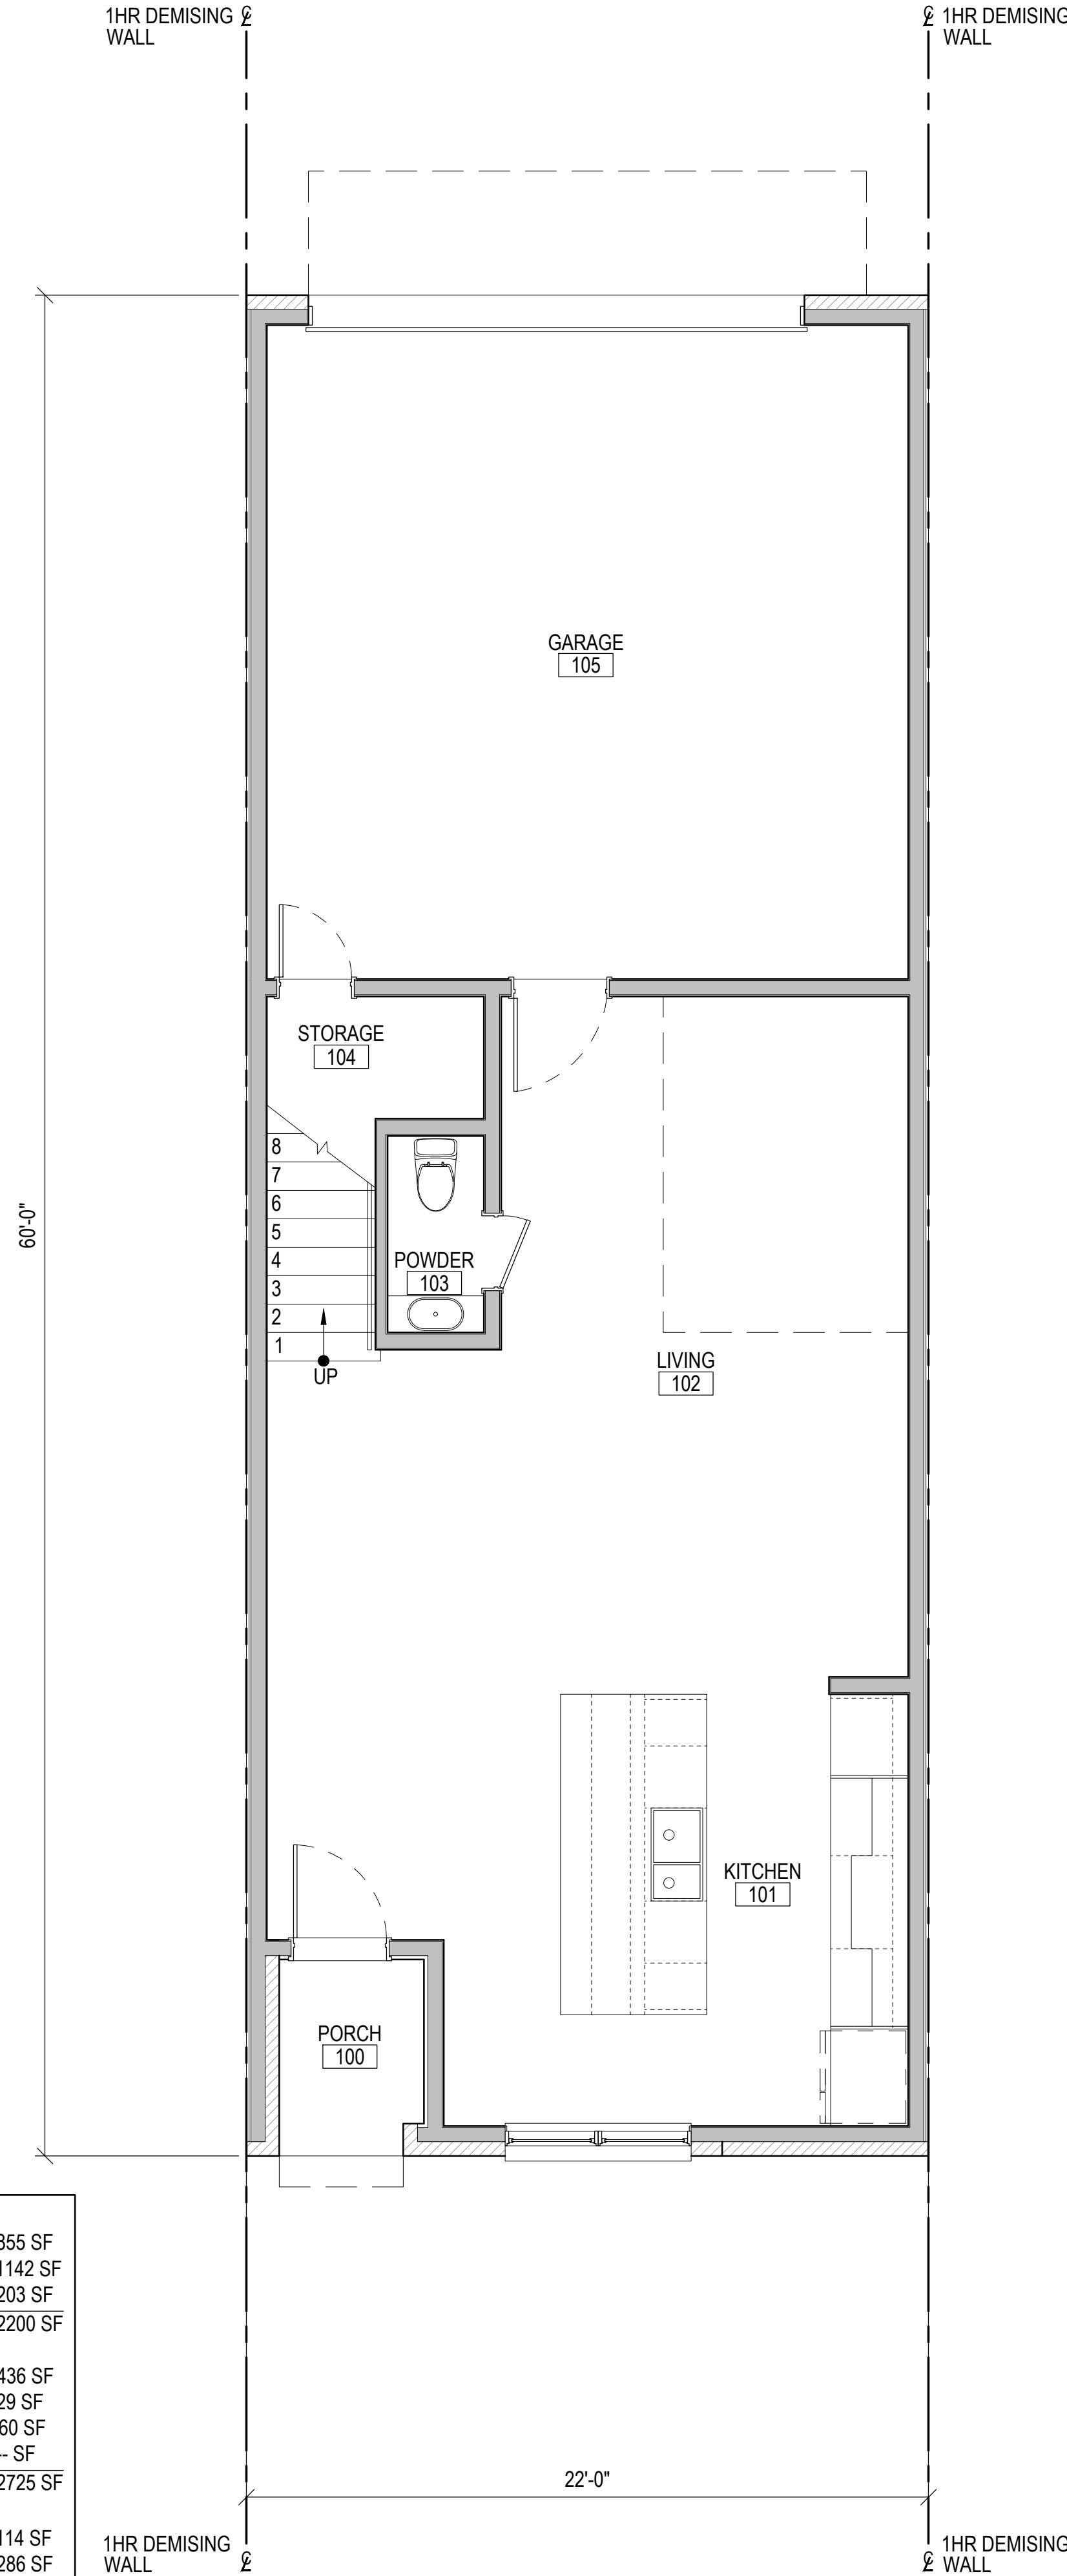 1HR DEMISING ℄
WALL
℄ 1HR DEMISING
WALL
GARAGE
105
STORAGE
104
8
7
6
5
4
3
2
1
UP
POWDER
103
60'-0"
LIVING
102
KITCHEN
101
PORCH
100
355 SF
1142 SF
203 SF
2200 SF
436 SF
29 SF
60 SF
-- SF
2725 SF
114 SF
286 SF
22'-0"
1HR DEMISING ℄
WALL
℄ 1HR DEMISING
WALL